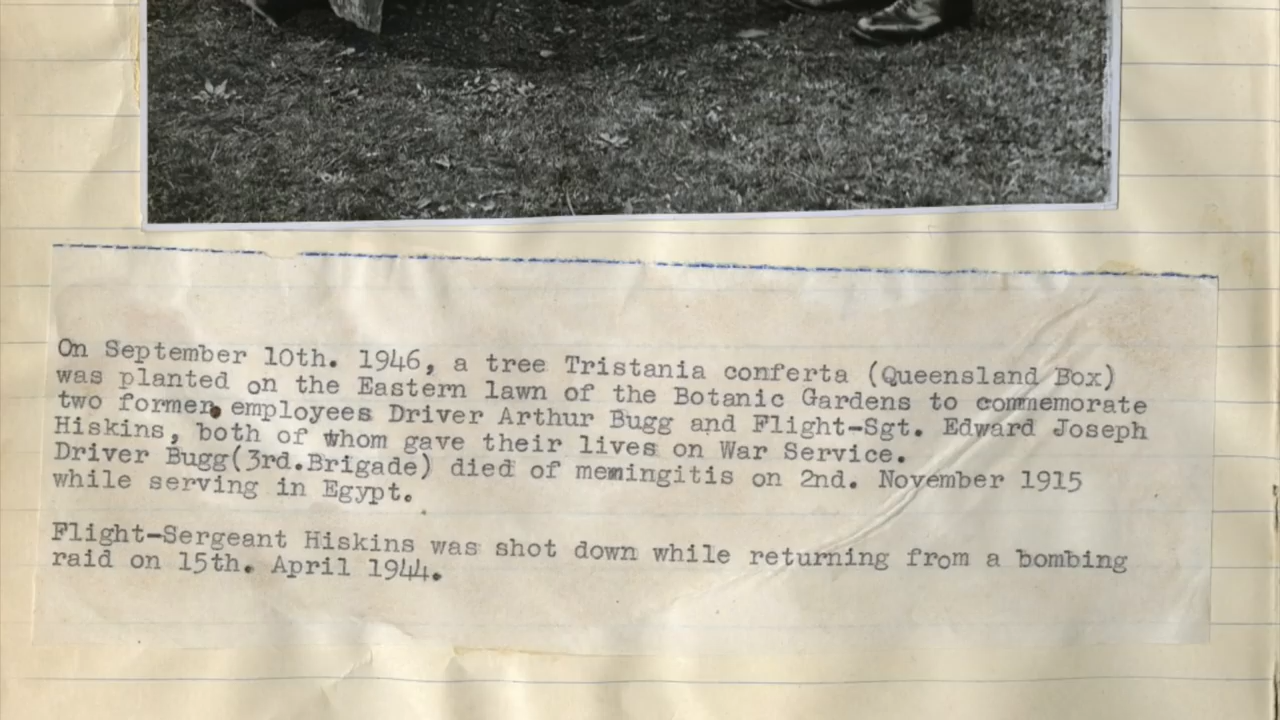 On September 10th. 1946, a tree Tristania conferta (Queensland Box)
was planted on the Eastern lawn of the Botanic Gardens to commemorate
two former employees Driver Arthur Bugg and Flight-Sgt. Edward Joseph
Hiskins, both of whom gave their lives on War Service.
Driver Bugg(3rd.Brigade) died of memingitis on 2nd. November 1915
while serving in Egypt.
Flight-Sergeant Hiskins was shot down while returning from a bombing
raid on 15th. April 1944.